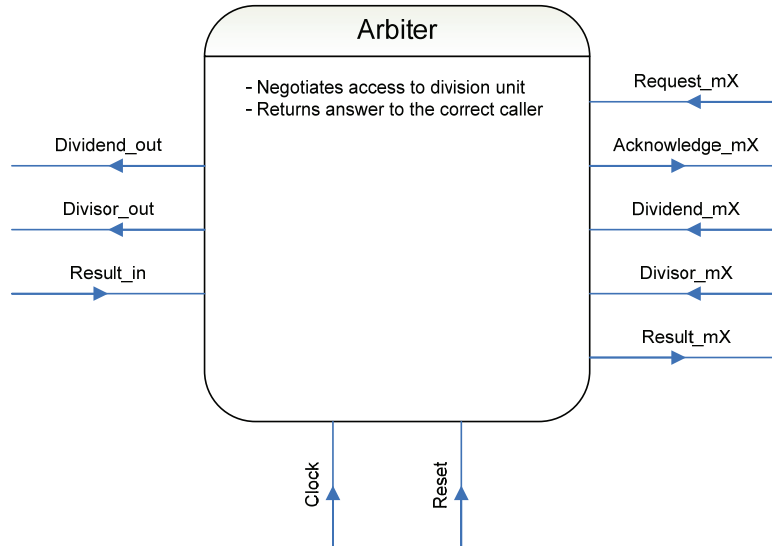 Arbiter
- Negotiates access to division unit
- Returns answer to the correct caller
Dividend_out
Divisor_out
Result_in
Request_mX
Acknowledge_mX
Dividend_mX
Divisor_mX
Result_mX
Clock
Reset